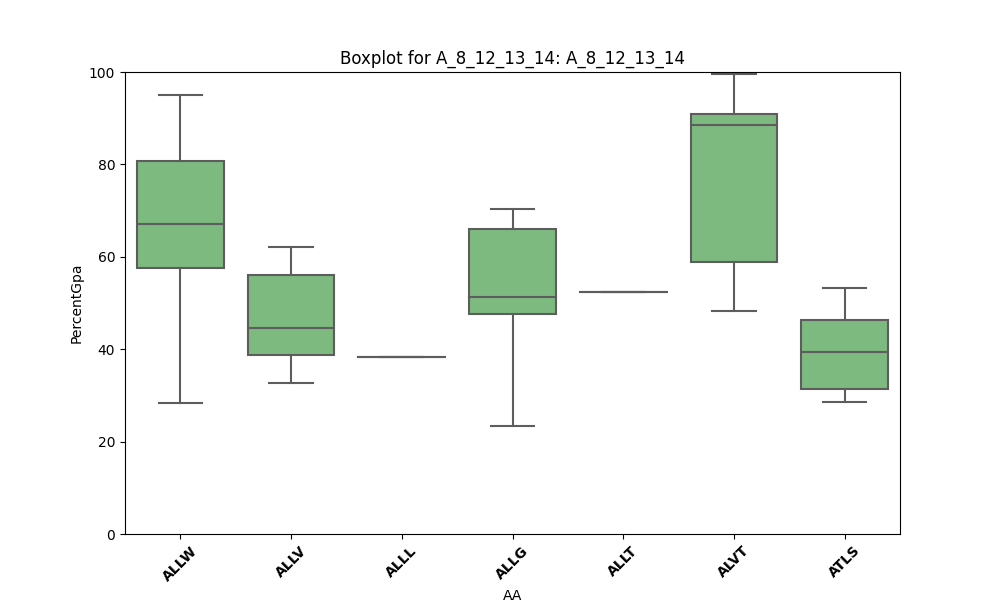 Boxplot for A_8_12_13_14: A_8_12_13_14
100
80
60
40
20
0
PercentGpa
ALLW
ALLV
ALLL
ALLG
ALLT
ALVT
ATLS
AA